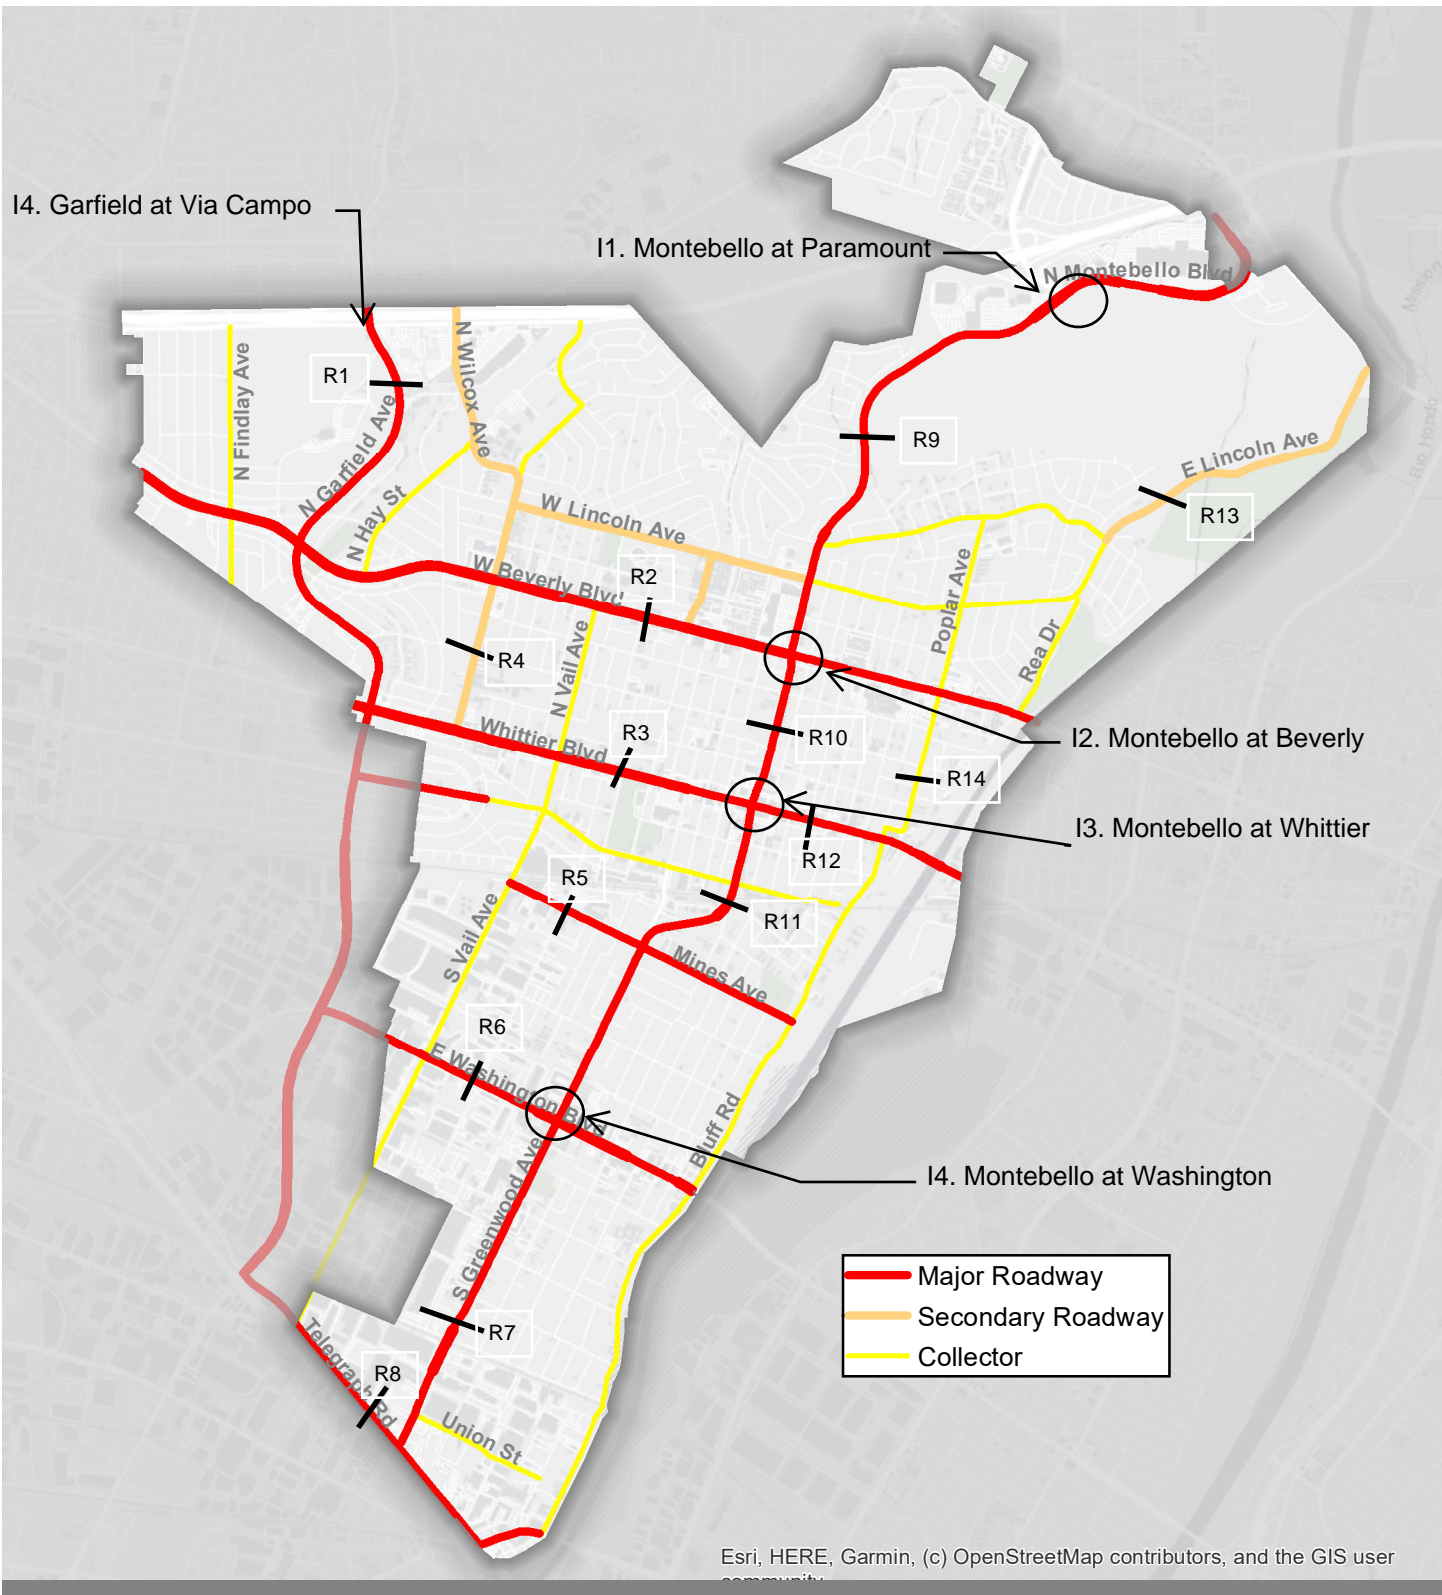 I4. Garfield at Via Campo
I1. Montebello at Paramount
N Montebello Blvd
Mission
R1
N Findlay Ave
N Wilcox Ave
N Garfield Ave
N Hay St
R9
E Lincoln Ave
Rio Hondo
R13
W Lincoln Ave
W Beverly Blvd
R2
Poplar Ave
Rea Dr
R4
N Vail Ave
Whittier Blvd
R3
R10
I2. Montebello at Beverly
R14
I3. Montebello at Whittier
R12
R5
R11
S Vail Ave
Mines Ave
R6
E Washington Blvd
Bluff Rd
I4. Montebello at Washington
S Greenwood Ave
Major Roadway
Secondary Roadway
Collector
R7
Telegraph Rd
R8
Union St
Esri, HERE, Garmin, (c) OpenStreetMap contributors, and the GIS user
community